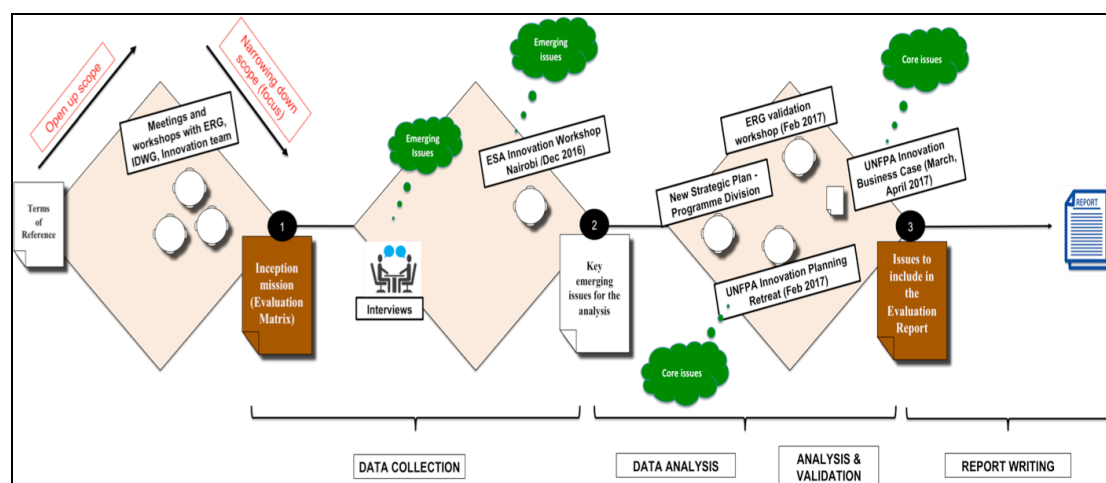 Open up scope
Narrowing down
scope (focus)
Meetings and
workshops with ERG,
IDWG, Innovation team
Terms of
Reference
1
Inception
mission
(Evaluation
Matrix)
Emerging
Issues
Interviews
Emerging
issues
ESA Innovation Workshop
Nairobi /Dec 2016)
2
Key
emerging
issues for the
analysis
ERG validation
workshop (Feb 2017)
New Strategic Plan -
Programme Division
UNFPA Innovation Planning
Retreat (Feb 2017)
Core issues
Core issues
UNFPA Innovation
Business Case (March,
April 2017)
3
Issues to
include in
the
Evaluation
Report
REPORT
DATA COLLECTION
DATA ANALYSIS
ANALYSIS &
VALIDATION
REPORT WRITING